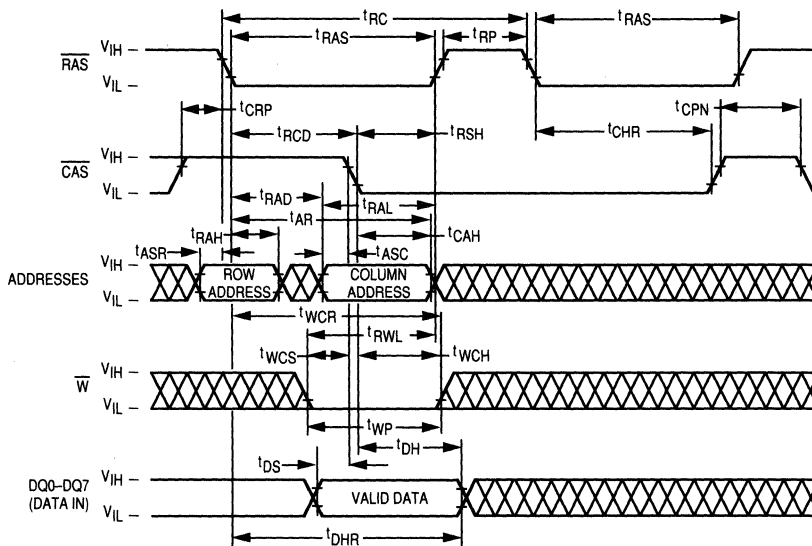 tRC
tRAS tRP tRAS
RAS VIH
VIL
tCRP tRCD tRSH tCHR tCPN
CAS VIH
VIL
tRAD tRAL
tAR
tRAH tCAH
tASR tASC
ADDRESSES VIH
VIL
ROW ADDRESS
COLUMN ADDRESS
tWCR
tRWL
tWCS tWCH
W VIH
VIL
tWP
tDH
tDS
DQ0–DQ7
(DATA IN)
VIH
VIL
VALID DATA
tDHR